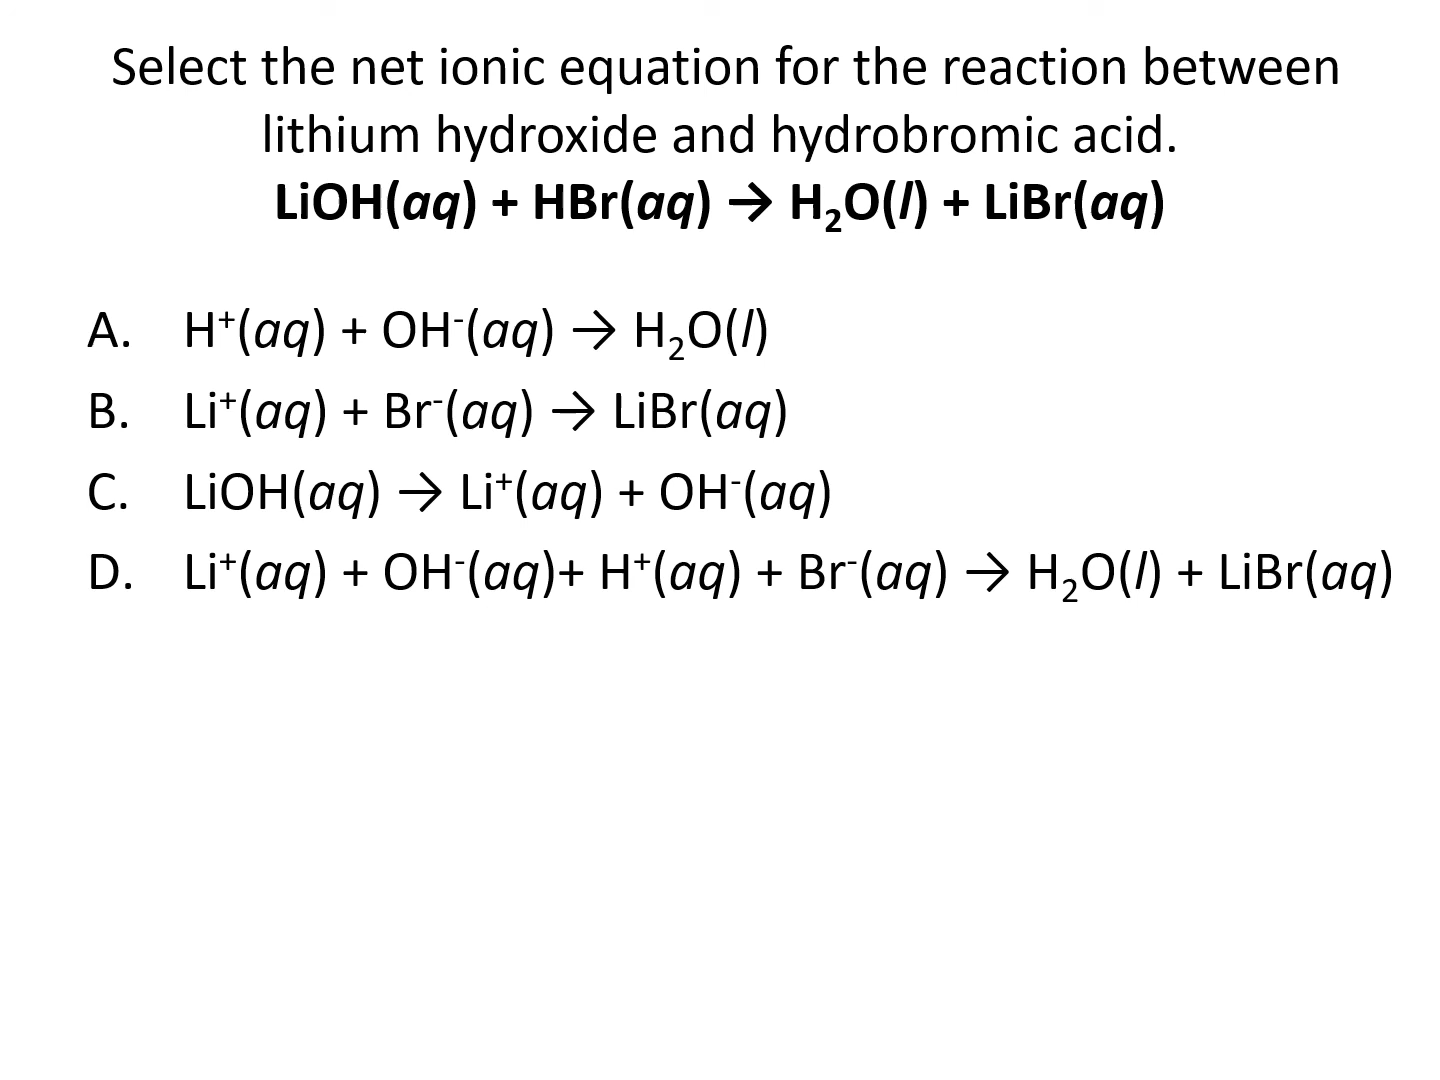 Select the net ionic equation for the reaction between
lithium hydroxide and hydrobromic acid.
LiOH(aq) + HBr(aq) → H₂O(l) + LiBr(aq)
A. H⁺(aq) + OH⁻(aq) → H₂O(l)
B. Li⁺(aq) + Br⁻(aq) → LiBr(aq)
C. LiOH(aq) → Li⁺(aq) + OH⁻(aq)
D. Li⁺(aq) + OH⁻(aq)+ H⁺(aq) + Br⁻(aq) → H₂O(l) + LiBr(aq)